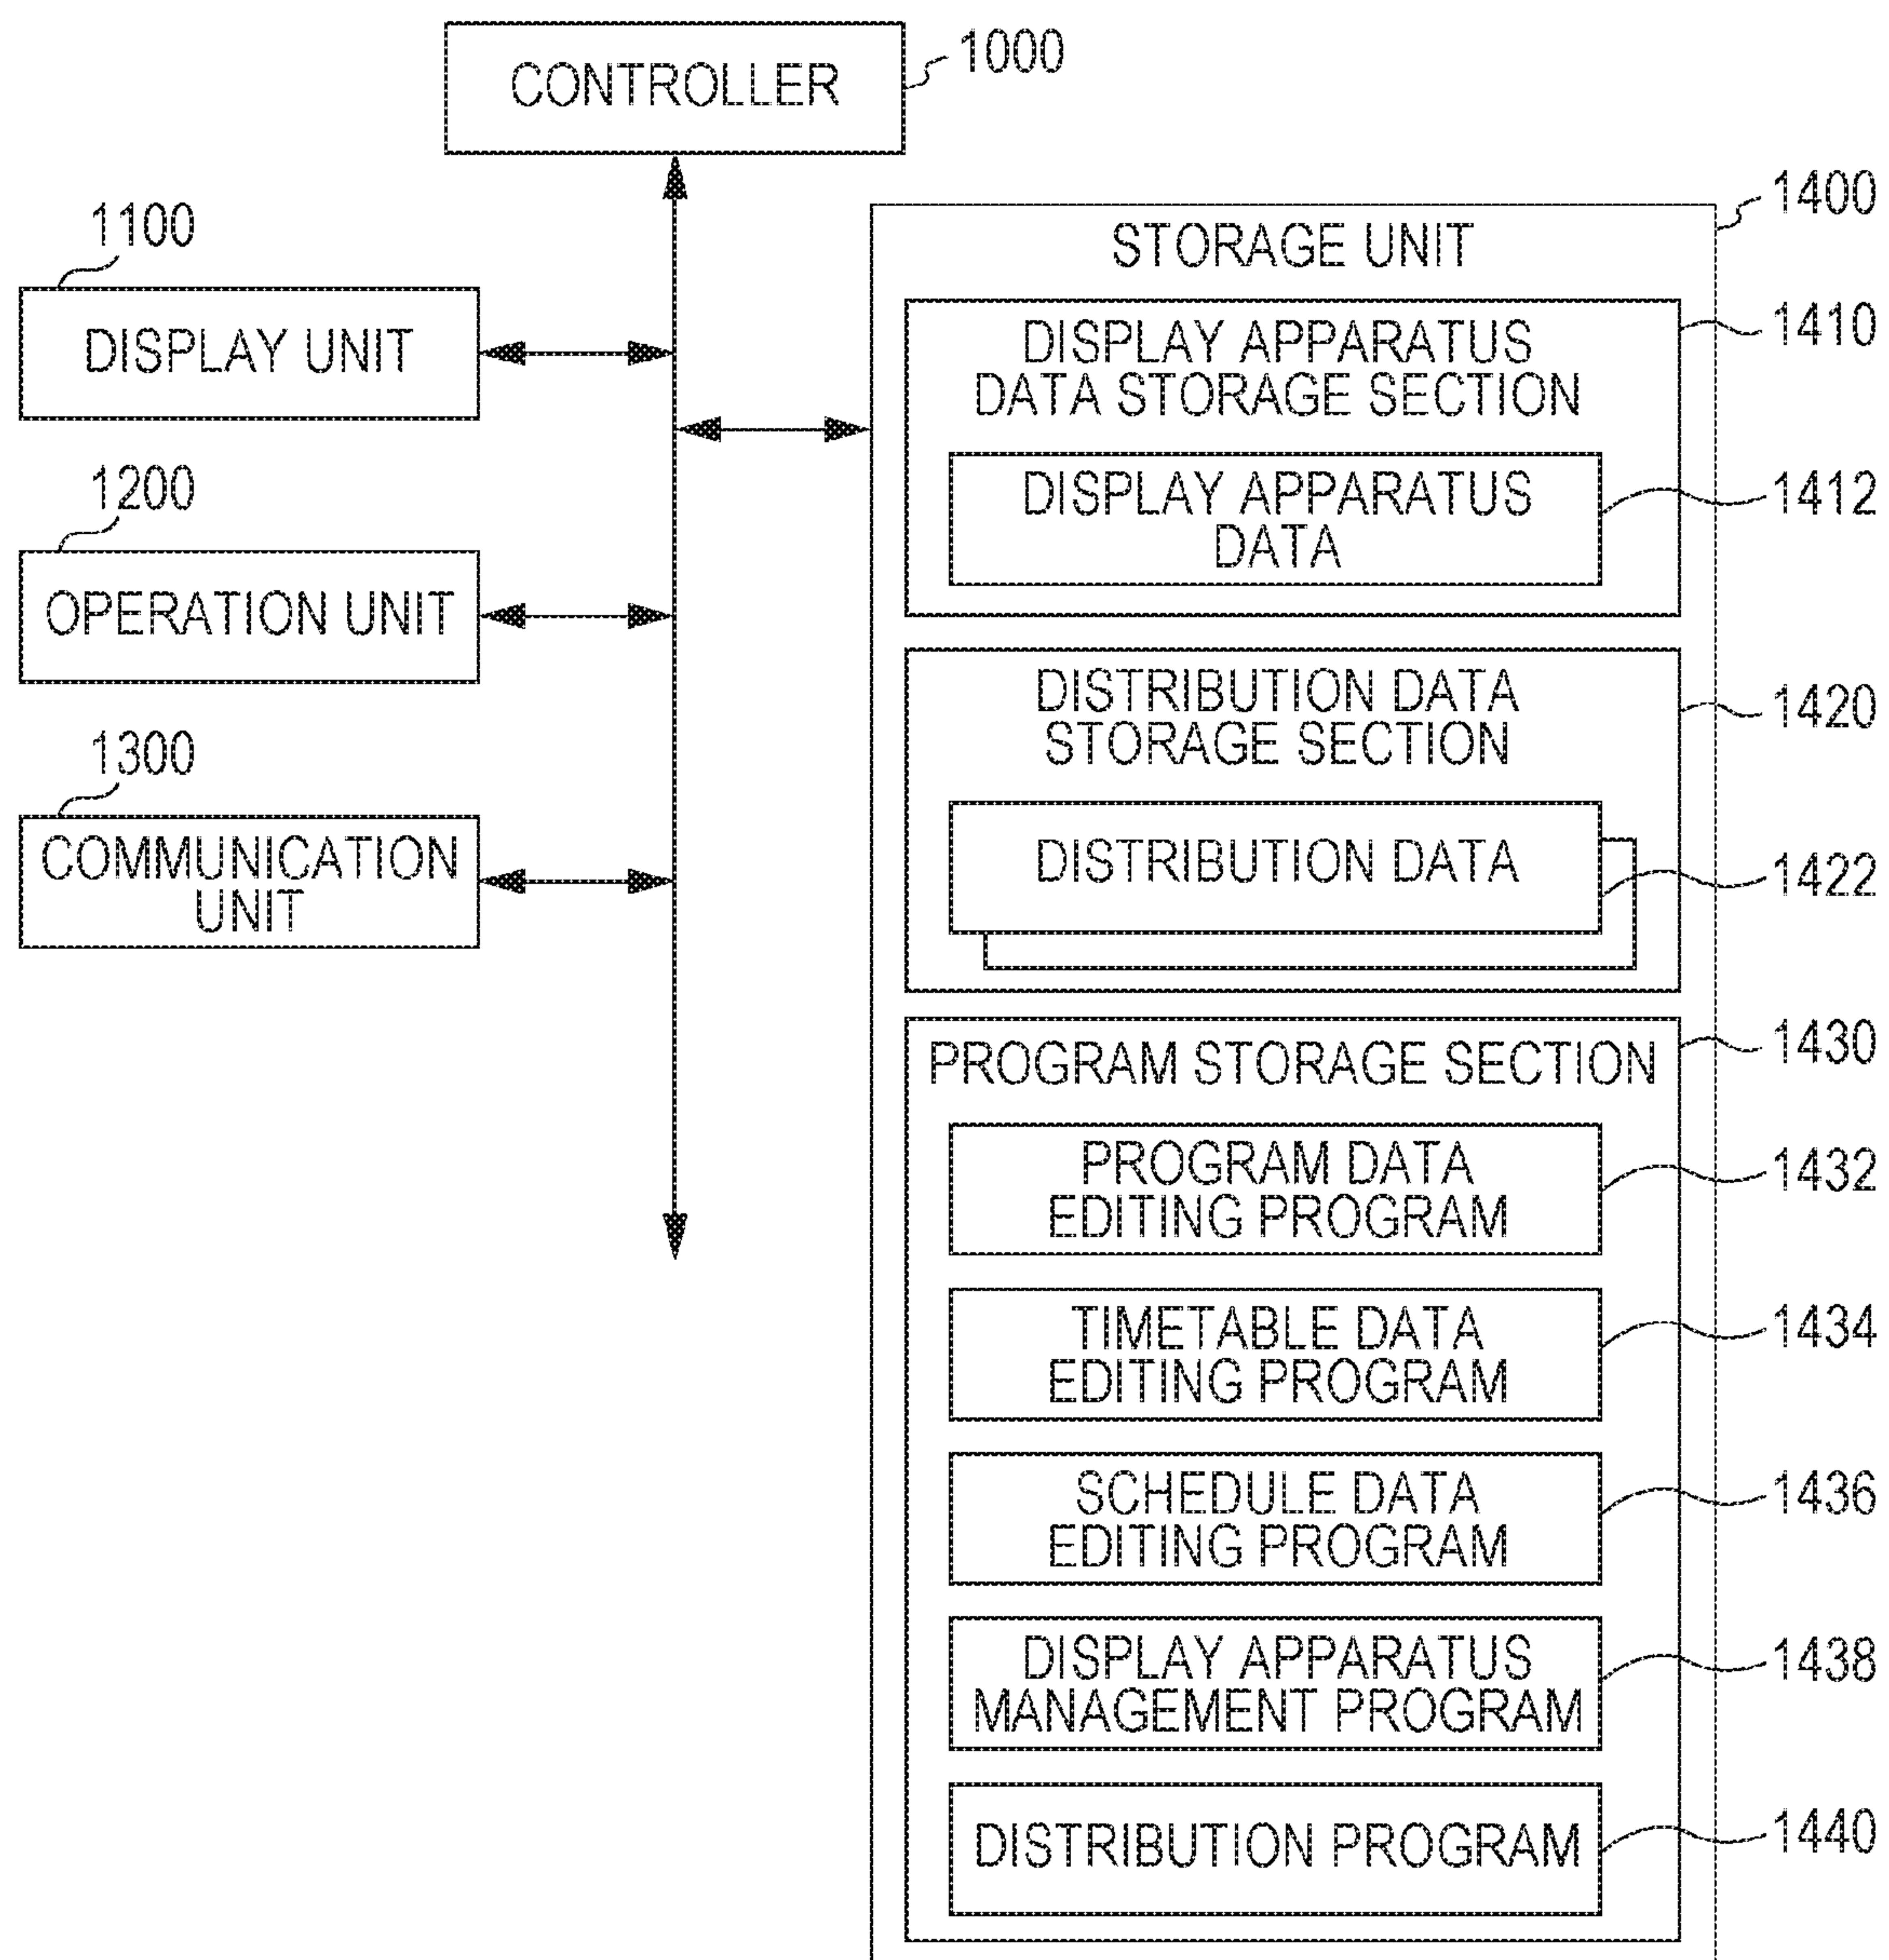 CONTROLLER
1000
1100
DISPLAY UNIT
1200
OPERATION UNIT
1300
COMMUNICATION
UNIT
1400
STORAGE UNIT
1410
DISPLAY APPARATUS
DATA STORAGE SECTION
1412
DISPLAY APPARATUS
DATA
1420
DISTRIBUTION DATA
STORAGE SECTION
DISTRIBUTION DATA
1422
1430
PROGRAM STORAGE SECTION
PROGRAM DATA
EDITING PROGRAM
1432
TIMETABLE DATA
EDITING PROGRAM
1434
SCHEDULE DATA
EDITING PROGRAM
1436
DISPLAY APPARATUS
MANAGEMENT PROGRAM
1438
DISTRIBUTION PROGRAM
1440